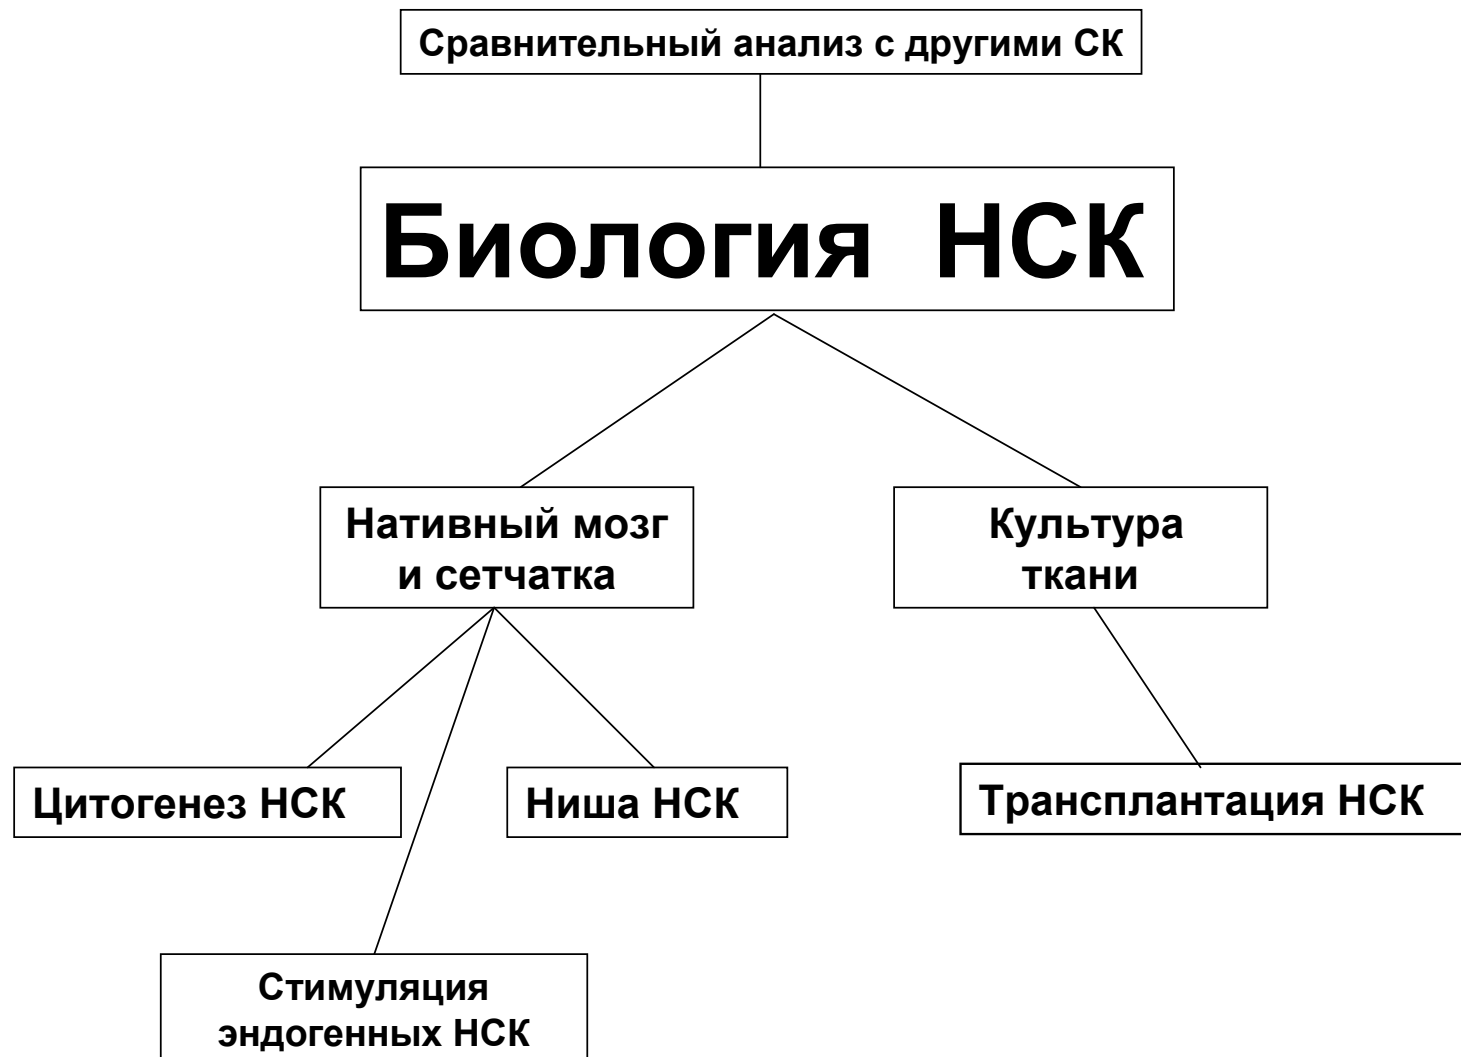 Сравнительный анализ с другими СК
Биология НСК
Нативный мозг
и сетчатка
Культура
ткани
Цитогенез НСК
Ниша НСК
Трансплантация НСК
Стимуляция
эндогенных НСК